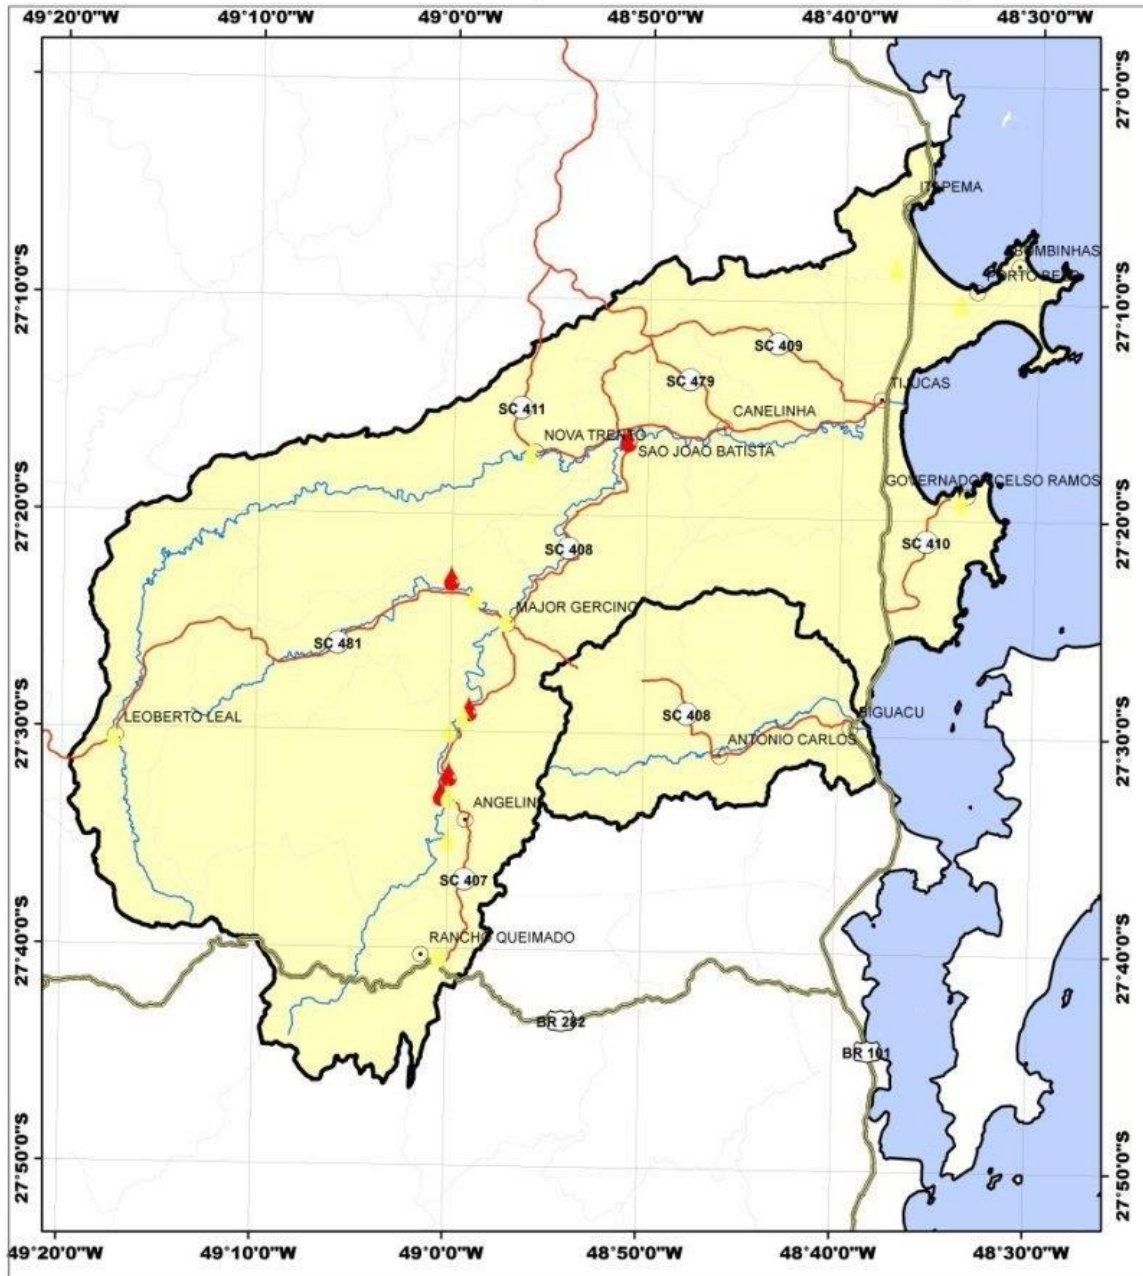 49°20'0"W 49°10'0"W 49°0'0"W 48°50'0"W 48°40'0"W 48°30'0"W
27°0'0"S
ITAPEMA
BOMBINHAS
27°10'0"S
PORTO BELO
27°10'0"S
SC 409
SC 479
TIJUCAS
SC 411
CANELINHA
NOVA TRENTO
SAO JOAO BATISTA
GOVERNADOR CELSO RAMOS
27°20'0"S
27°20'0"S
SC 410
SC 408
MAJOR GERCINO
SC 481
LEOBERTO LEAL
SC 408
BIGUACU
27°30'0"S
ANTONIO CARLOS
27°30'0"S
ANGELIN
SC 407
RANCHO QUEIMADO
27°40'0"S
27°40'0"S
BR 282
BR 101
27°50'0"S
27°50'0"S
49°20'0"W 49°10'0"W 49°0'0"W 48°50'0"W 48°40'0"W 48°30'0"W